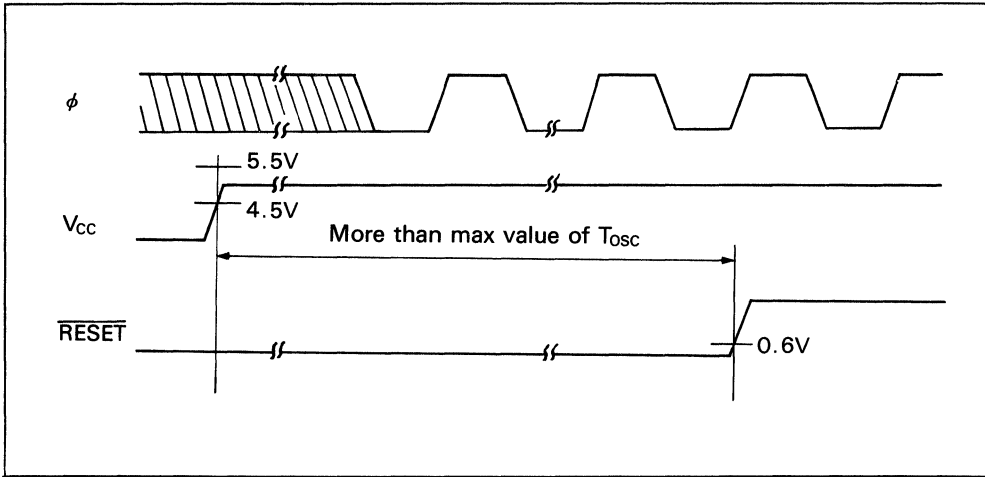 ϕ
5.5V
4.5V
VCC
More than max value of TOSC
RESET
0.6V